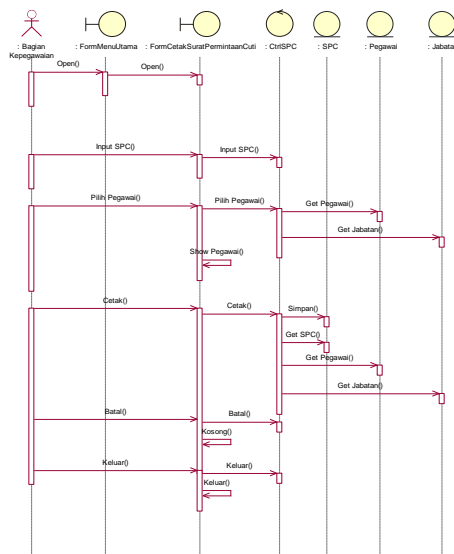 : Bagian
Kepegawaian
: FormMenuUtama
: FormCetakSuratPermintaanCuti
: CtrlSPC
: SPC
: Pegawai
: Jabatan
Open()
Open()
Input SPC()
Input SPC()
Pilih Pegawai()
Pilih Pegawai()
Get Pegawai()
Get Jabatan()
Show Pegawai()
Cetak()
Cetak()
Simpan()
Get SPC()
Get Pegawai()
Get Jabatan()
Batal()
Batal()
Kosong()
Keluar()
Keluar()
Keluar()